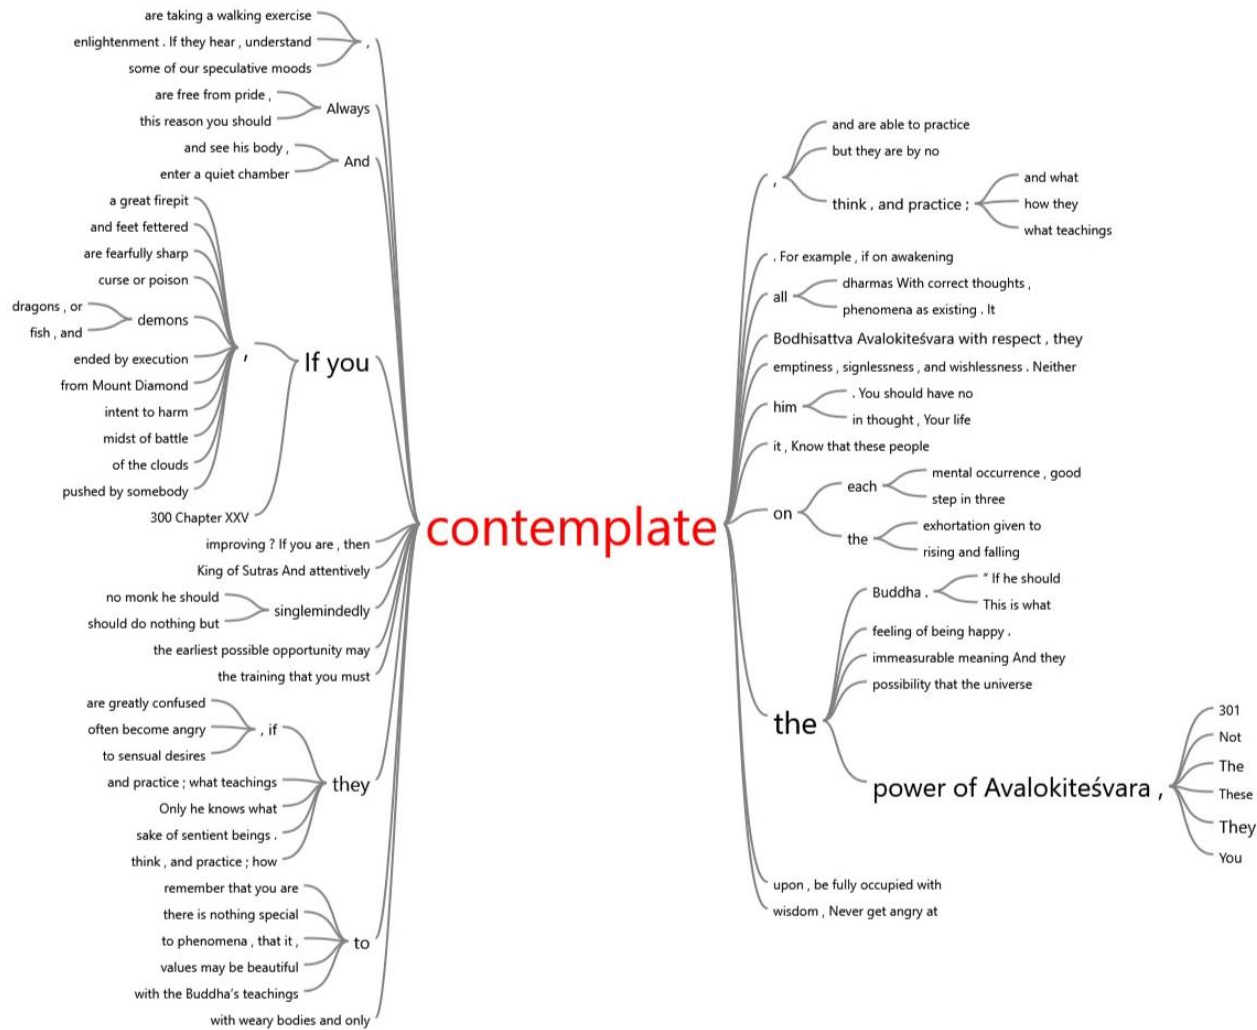 are taking a walking exercise
enlightenment . If they hear , understand
some of our speculative moods
,
are free from pride ,
this reason you should
Always
and see his body ,
enter a quiet chamber
And
a great firepit
and feet fettered
are fearfully sharp
curse or poison
dragons , or
fish , and
demons
ended by execution
from Mount Diamond
intent to harm
midst of battle
of the clouds
pushed by somebody
,
300 Chapter XXV
If you
improving ? If you are , then
King of Sutras And attentively
no monk he should
should do nothing but
singlemindedly
the earliest possible opportunity may
the training that you must
are greatly confused
often become angry
to sensual desires
, if
and practice ; what teachings
Only he knows what
sake of sentient beings .
think , and practice ; how
they
remember that you are
there is nothing special
to phenomena , that it ,
values may be beautiful
with the Buddha's teachings
to
with weary bodies and only
contemplate
,
and are able to practice
but they are by no
think , and practice ;
and what
how they
what teachings
. For example , if on awakening
all
dharmas With correct thoughts ,
phenomena as existing . It
Bodhisattva Avalokiteśvara with respect , they
emptiness , signlessness , and wishlessness . Neither
him
. You should have no
in thought , Your life
it , Know that these people
on
each
mental occurrence , good
step in three
the
exhortation given to
rising and falling
the
Buddha .
" If he should
This is what
feeling of being happy .
immeasurable meaning And they
possibility that the universe
power of Avalokiteśvara ,
301
Not
The
These
They
You
upon , be fully occupied with
wisdom , Never get angry at